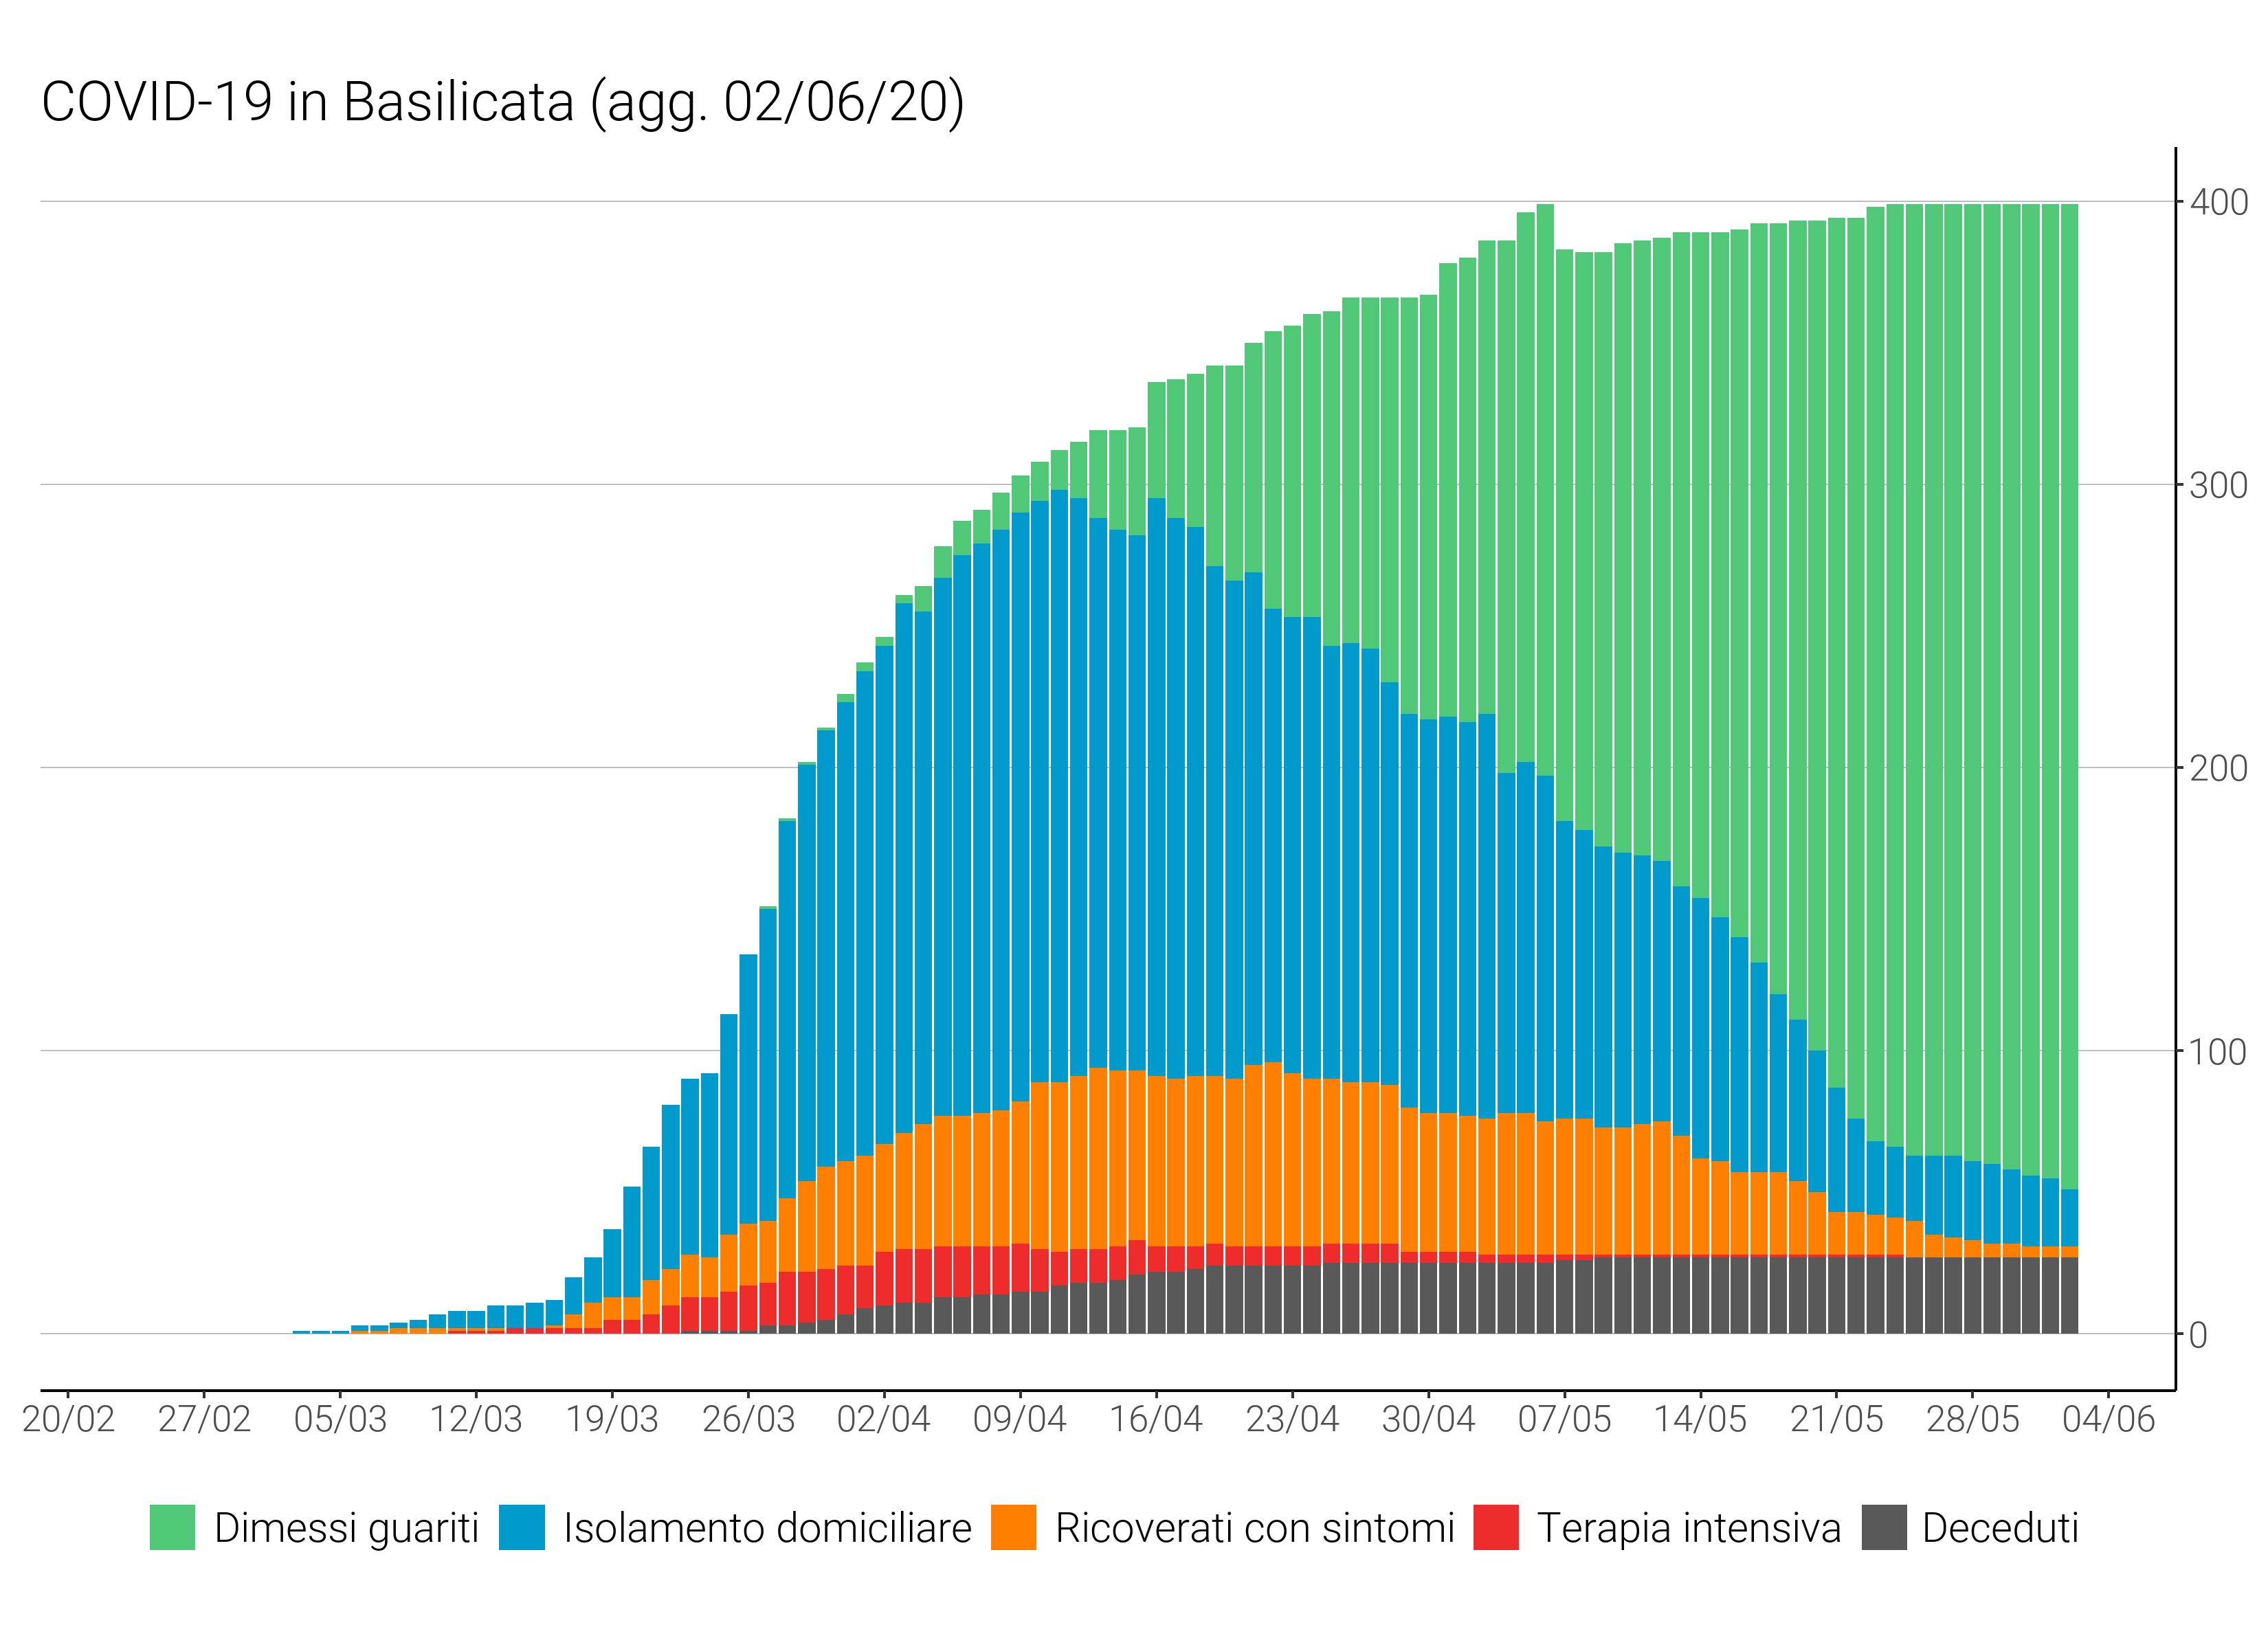 COVID-19 in Basilicata (agg. 02/06/20)
400
300
200
100
0
20/02 27/02 05/03 12/03 19/03 26/03 02/04 09/04 16/04 23/04 30/04 07/05 14/05 21/05 28/05 04/06
Dimessi guariti Isolamento domiciliare Ricoverati con sintomi Terapia intensiva Deceduti